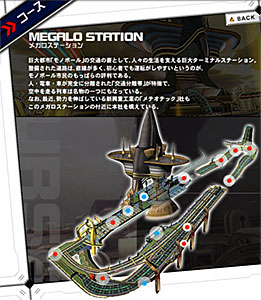 コース
BACK
MEGALO STATION
メガロステーション
巨大都市「モノポール」の交通の要として、人々の生活を支える巨大ターミナルステーション。
整備された道路は、直線が多く、初心者でも運転がしやすいというのが、
モノポール市民のもっぱらの評判である。
人・電車・車が完全に分離された「交通分離帯」が特徴で、
空中を走る列車は名物の一つにもなっている。
なお、最近、勢力を伸ばしている新興重工業の「メテオテック」社も
このメガロステーションの付近に本社を構えている。